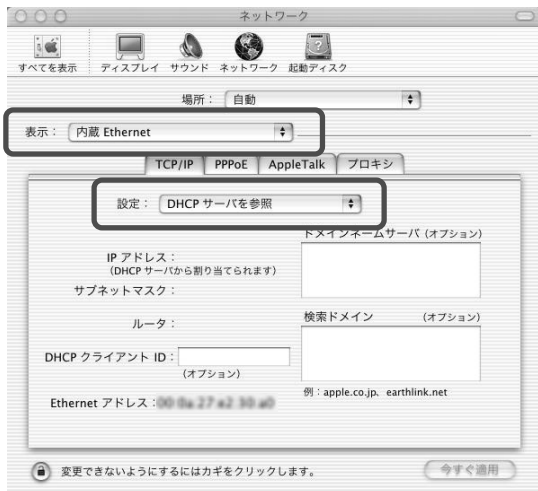 ネットワーク
すべてを表示 ディスプレイ サウンド ネットワーク 起動ディスク
場所： 自動
表示： 内蔵 Ethernet
TCP/IP PPPoE AppleTalk プロキシ
設定： DHCP サーバを参照
ドメインネームサーバ (オプション)
IP アドレス：
(DHCP サーバから割り当てられます)
サブネットマスク：
ルータ：
検索ドメイン (オプション)
DHCP クライアント ID：
(オプション)
例：apple.co.jp、earthlink.net
Ethernet アドレス：
変更できないようにするにはカギをクリックします。
今すぐ適用